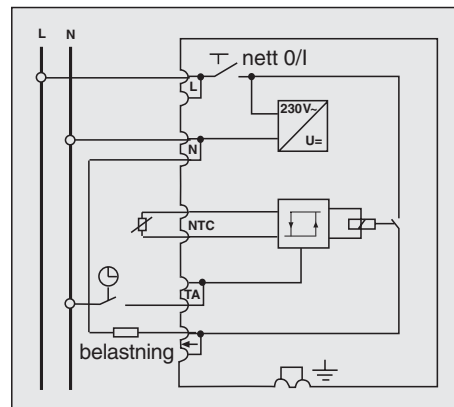 L N
nett 0/I
L
230V~
U=
N
NTC
TA
belastning